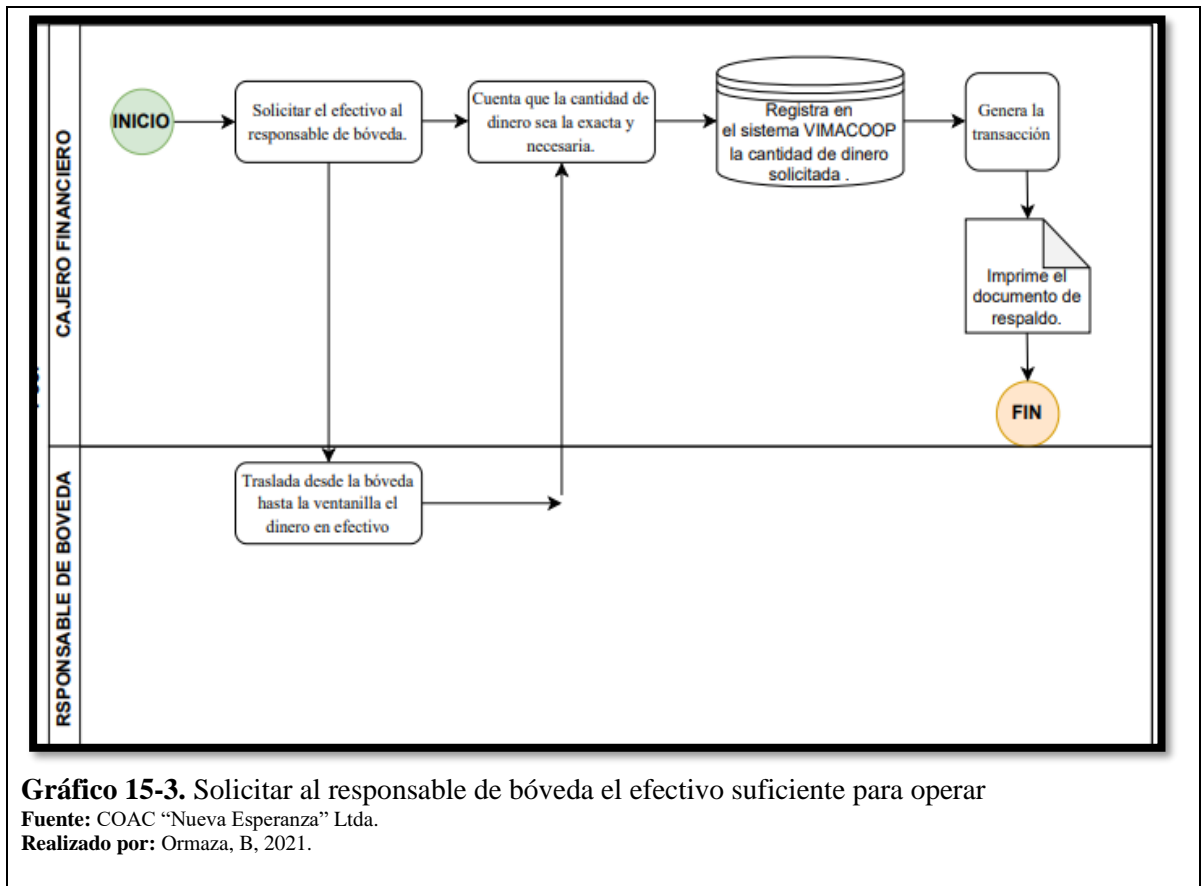 CAJERO FINANCIERO
INICIO
Solicitar el efectivo al
responsable de bóveda.
Cuenta que la cantidad de
dinero sea la exacta y
necesaria.
Registra en
el sistema VIMACOOP
la cantidad de dinero
solicitada .
Genera la
transacción
Imprime el
documento de
respaldo.
FIN
RSPONSABLE DE BOVEDA
Traslada desde la bóveda
hasta la ventanilla el
dinero en efectivo
Gráfico 15-3. Solicitar al responsable de bóveda el efectivo suficiente para operar
Fuente: COAC “Nueva Esperanza” Ltda.
Realizado por: Ormaza, B, 2021.